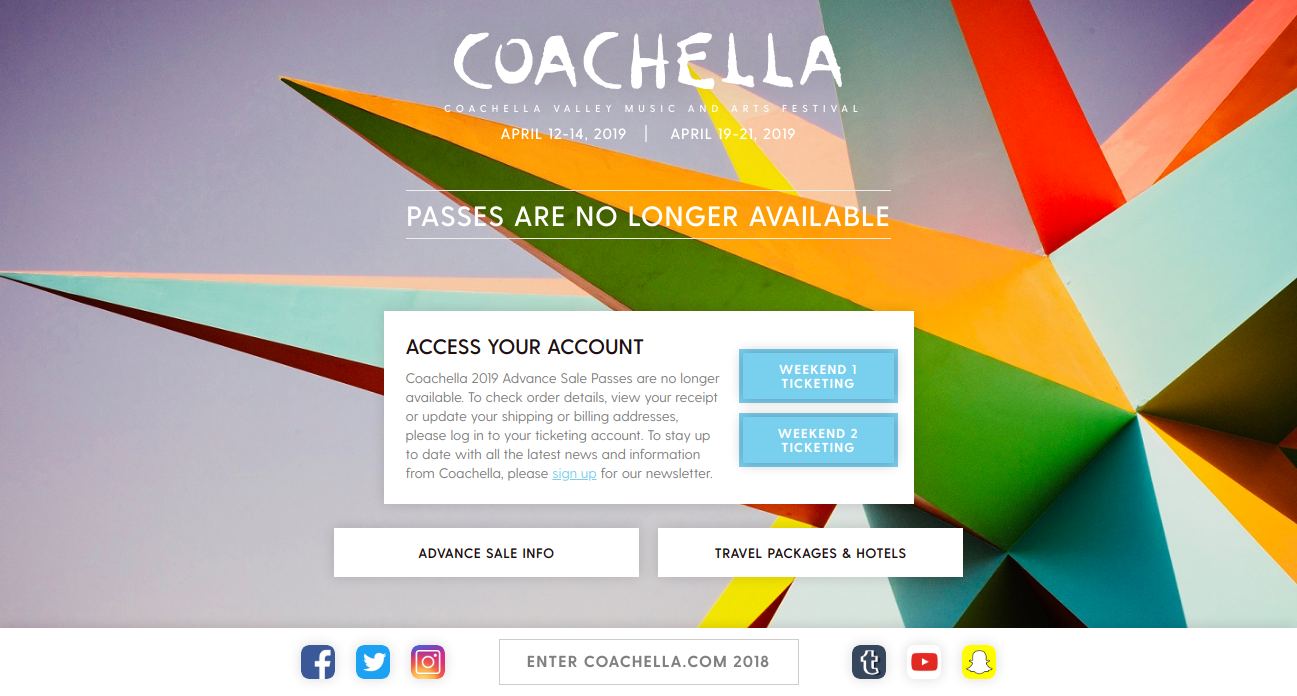 COACHELLA
COACHELLA VALLEY MUSIC AND ARTS FESTIVAL
APRIL 12-14, 2019 | APRIL 19-21, 2019
PASSES ARE NO LONGER AVAILABLE
ACCESS YOUR ACCOUNT
Coachella 2019 Advance Sale Passes are no longer
available. To check order details, view your receipt
or update your shipping or billing addresses,
please log in to your ticketing account. To stay up
to date with all the latest news and information
from Coachella, please sign up for our newsletter.
WEEKEND 1
TICKETING
WEEKEND 2
TICKETING
ADVANCE SALE INFO
TRAVEL PACKAGES & HOTELS
ENTER COACHELLA.COM 2018